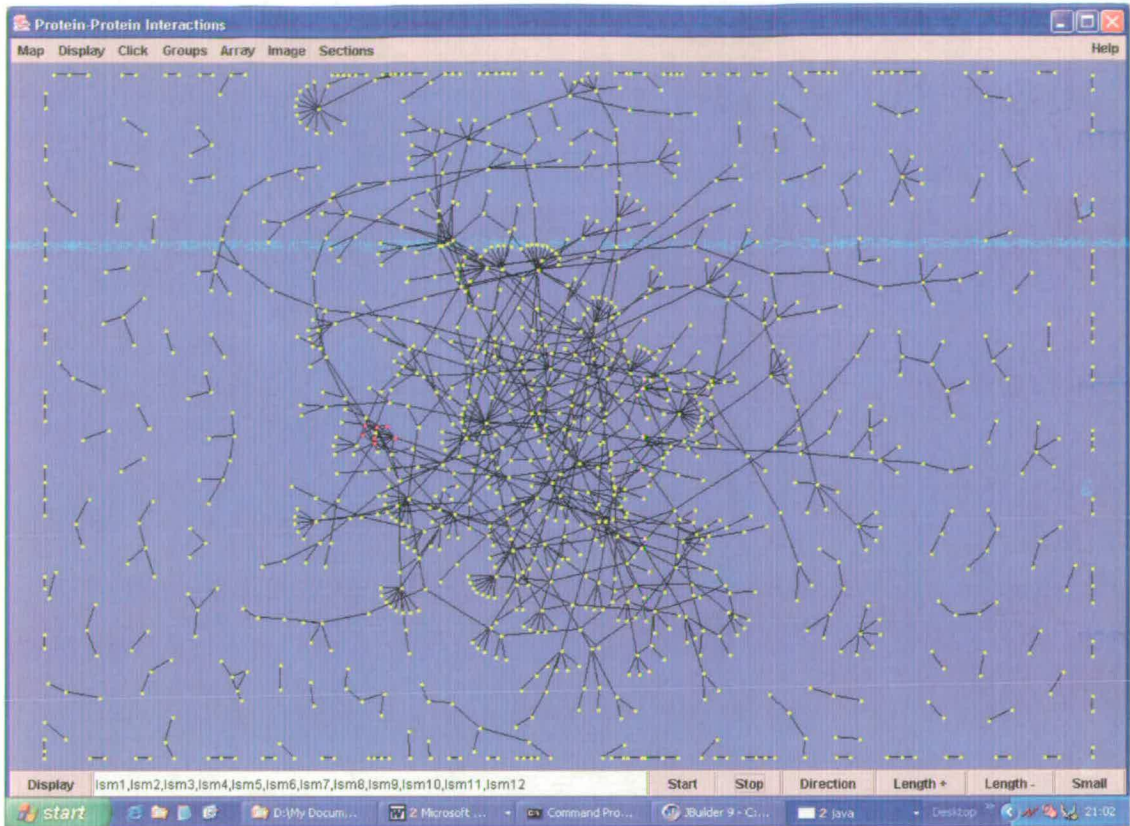 Protein-Protein Interactions
Map Display Click Groups Array Image Sections Help
Display lsm1,lsm2,lsm3,lsm4,lsm5,lsm6,lsm7,lsm8,lsm9,lsm10,lsm11,lsm12 Start Stop Direction Length + Length - Small
start D:\My Docum... 2 Microsoft ... Command Pro... JBuilder 9 - C:... 2 Java Desktop 21:02